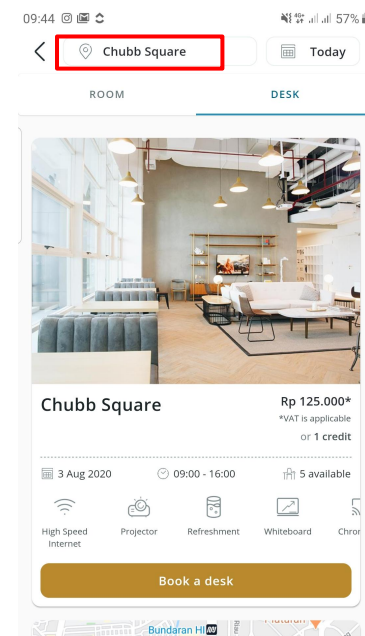 09:44 57%
Chubb Square Today
ROOM DESK
Chubb Square Rp 125.000*
*VAT is applicable
or 1 credit
3 Aug 2020 09:00 - 16:00 5 available
High Speed Internet Projector Refreshment Whiteboard Chror
Book a desk
Bundaran HI